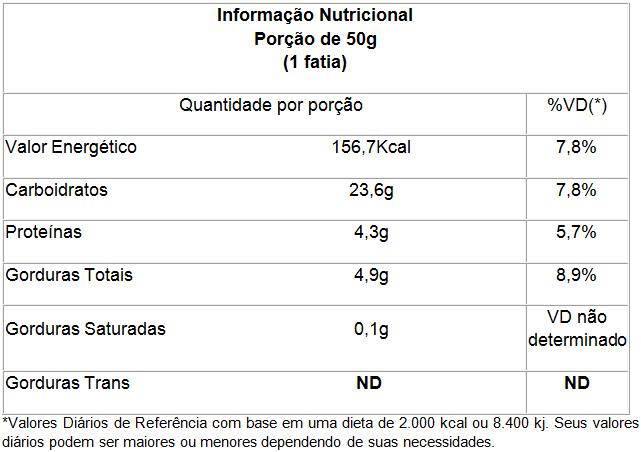 Informação Nutricional
Porção de 50g
(1 fatia)
Quantidade por porção %VD(*)
Valor Energético 156,7Kcal 7,8%
Carboidratos 23,6g 7,8%
Proteínas 4,3g 5,7%
Gorduras Totais 4,9g 8,9%
Gorduras Saturadas 0,1g VD não
determinado
Gorduras Trans ND ND
*Valores Diários de Referência com base em uma dieta de 2.000 kcal ou 8.400 kj. Seus valores
diários podem ser maiores ou menores dependendo de suas necessidades.